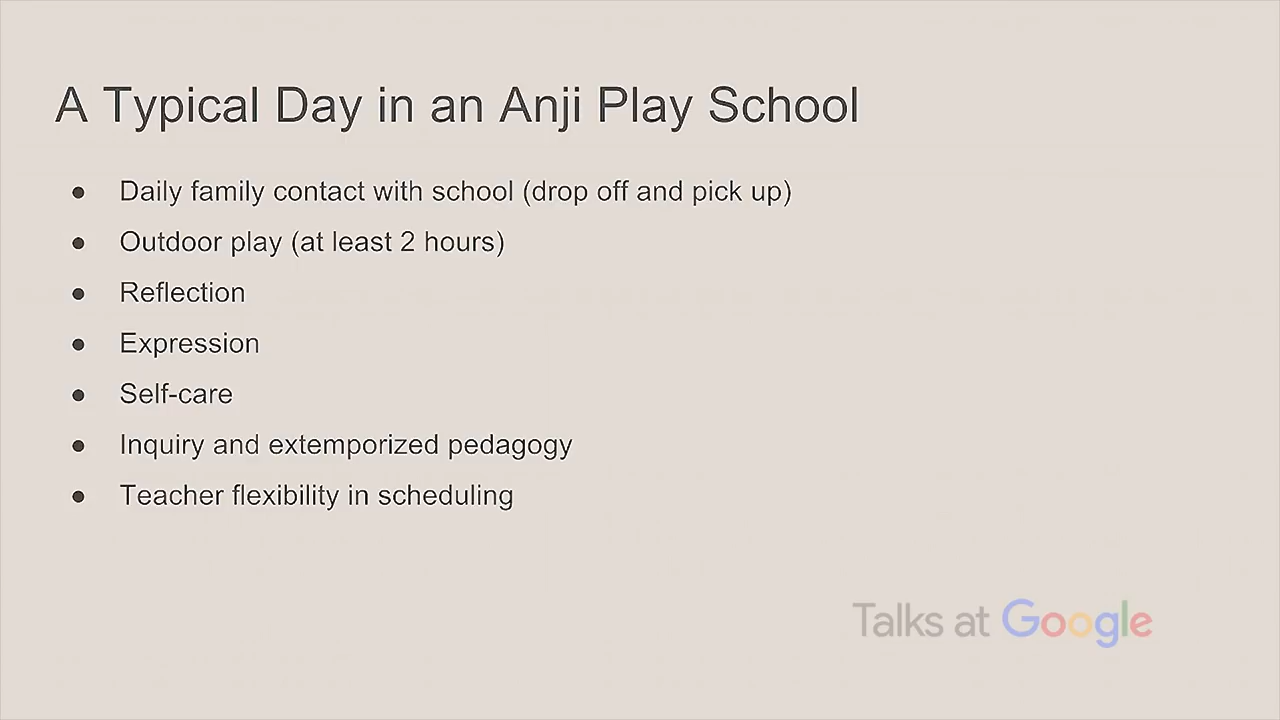 A Typical Day in an Anji Play School
● Daily family contact with school (drop off and pick up)
● Outdoor play (at least 2 hours)
● Reflection
● Expression
● Self-care
● Inquiry and extemporized pedagogy
● Teacher flexibility in scheduling
Talks at Google